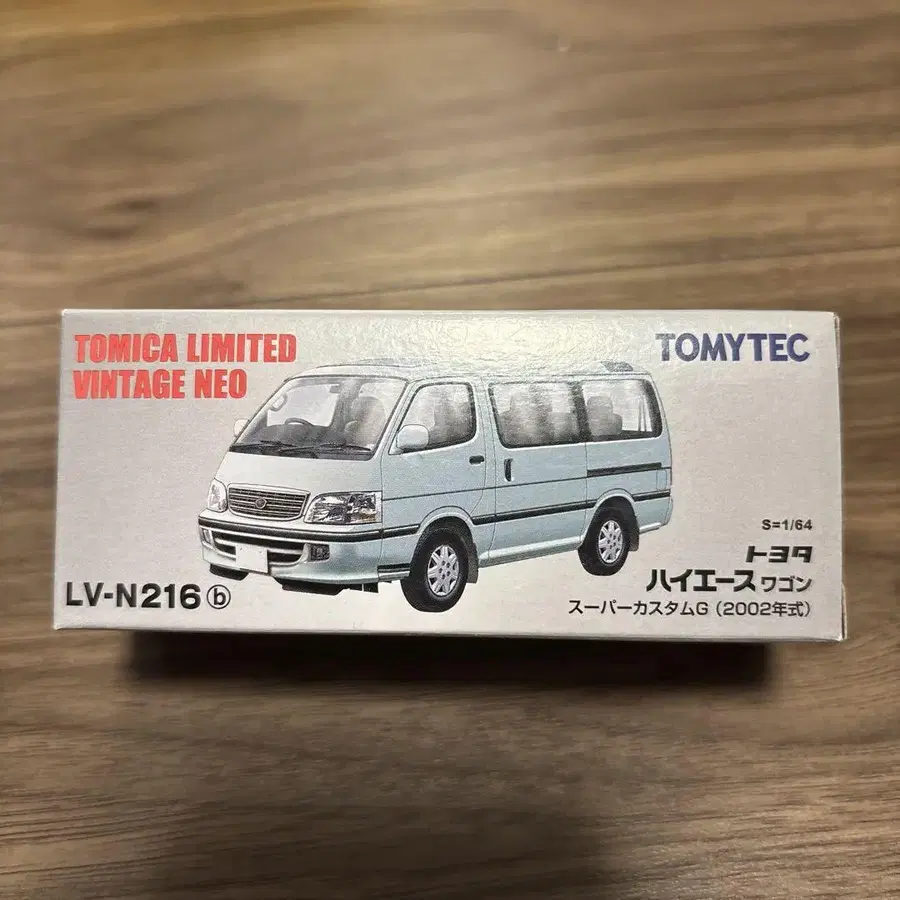 TOMICA LIMITED
VINTAGE NEO
TOMYTEC
S=1/64
トヨタ
ハイエース ワゴン
スーパーカスタムG (2002年式)
LV-N216 ⓑ